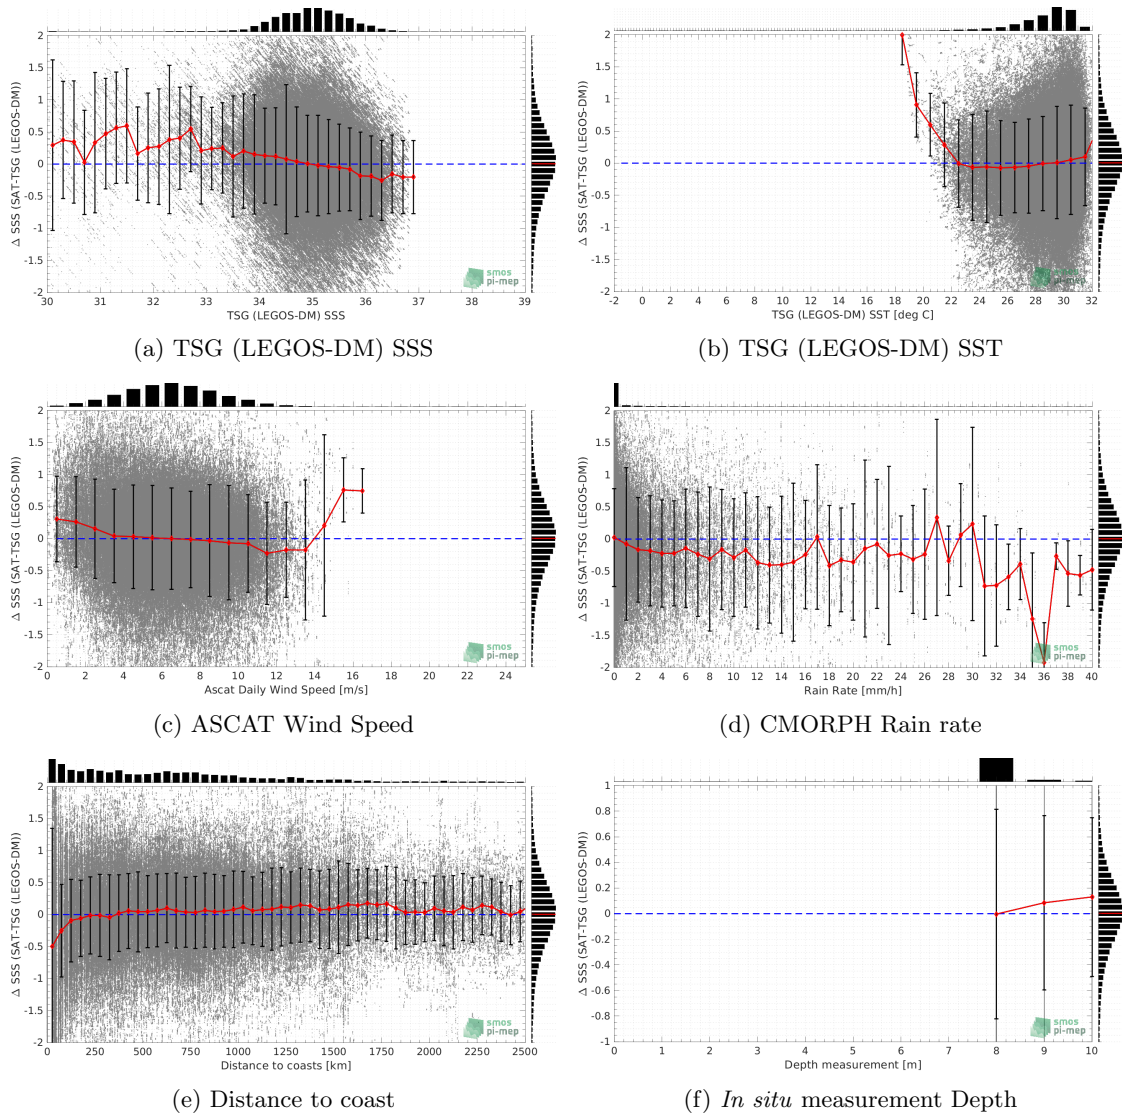 Δ SSS (SAT-TSG (LEGOS-DM))
2
1.5
1
0.5
0
-0.5
-1
-1.5
-2
30 31 32 33 34 35 36 37 38 39
TSG (LEGOS-DM) SSS
smos
pi-mep
(a) TSG (LEGOS-DM) SSS
Δ SSS (SAT-TSG (LEGOS-DM))
2
1.5
1
0.5
0
-0.5
-1
-1.5
-2
-2 0 2 4 6 8 10 12 14 16 18 20 22 24 26 28 30 32
TSG (LEGOS-DM) SST [deg C]
smos
pi-mep
(b) TSG (LEGOS-DM) SST
Δ SSS (SAT-TSG (LEGOS-DM))
2
1.5
1
0.5
0
-0.5
-1
-1.5
-2
0 2 4 6 8 10 12 14 16 18 20 22 24
Ascat Daily Wind Speed [m/s]
smos
pi-mep
(c) ASCAT Wind Speed
Δ SSS (SAT-TSG (LEGOS-DM))
2
1.5
1
0.5
0
-0.5
-1
-1.5
-2
0 2 4 6 8 10 12 14 16 18 20 22 24 26 28 30 32 34 36 38 40
Rain Rate [mm/h]
smos
pi-mep
(d) CMORPH Rain rate
Δ SSS (SAT-TSG (LEGOS-DM))
2
1.5
1
0.5
0
-0.5
-1
-1.5
-2
0 250 500 750 1000 1250 1500 1750 2000 2250 2500
Distance to coasts [km]
smos
pi-mep
(e) Distance to coast
Δ SSS (SAT-TSG (LEGOS-DM))
1
0.8
0.6
0.4
0.2
0
-0.2
-0.4
-0.6
-0.8
-1
0 1 2 3 4 5 6 7 8 9 10
Depth measurement [m]
smos
pi-mep
(f) In situ measurement Depth